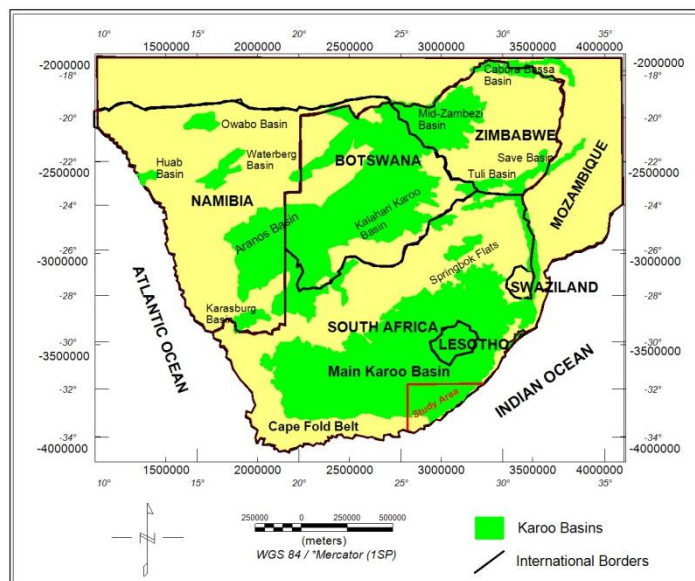 1500000 2000000 2500000 3000000 3500000 4000000
10° 15° 20° 25° 30°
-2000000 -2000000
-18° -18°
Cabora Bassa
Basin
Mid-Zambezi
Basin
-20° -20°
Owabo Basin
ZIMBABWE
Huab
Basin
Waterberg
Basin
BOTSWANA
Save Basin
-2500000 -2500000
-22° -22°
Tuli Basin
MOZAMBIQUE
NAMIBIA
-24° -24°
Aranos Basin
Kalahari Karoo
Basin
-3000000 -3000000
-26° -26°
Springbok Flats
ATLANTIC OCEAN
-28° -28°
SWAZILAND
Karasburg
Basin
SOUTH AFRICA
-30° -30°
LESOTHO
-3500000 -3500000
Main Karoo Basin
INDIAN OCEAN
-32° -32°
Study Area
Cape Fold Belt
-34° -34°
-4000000 -4000000
10° 15° 20° 25° 30°
1500000 2000000 2500000 3000000 3500000 4000000
250000 0 250000 500000
(meters)
WGS 84 / *Mercator (1SP)
N
Karoo Basins
International Borders